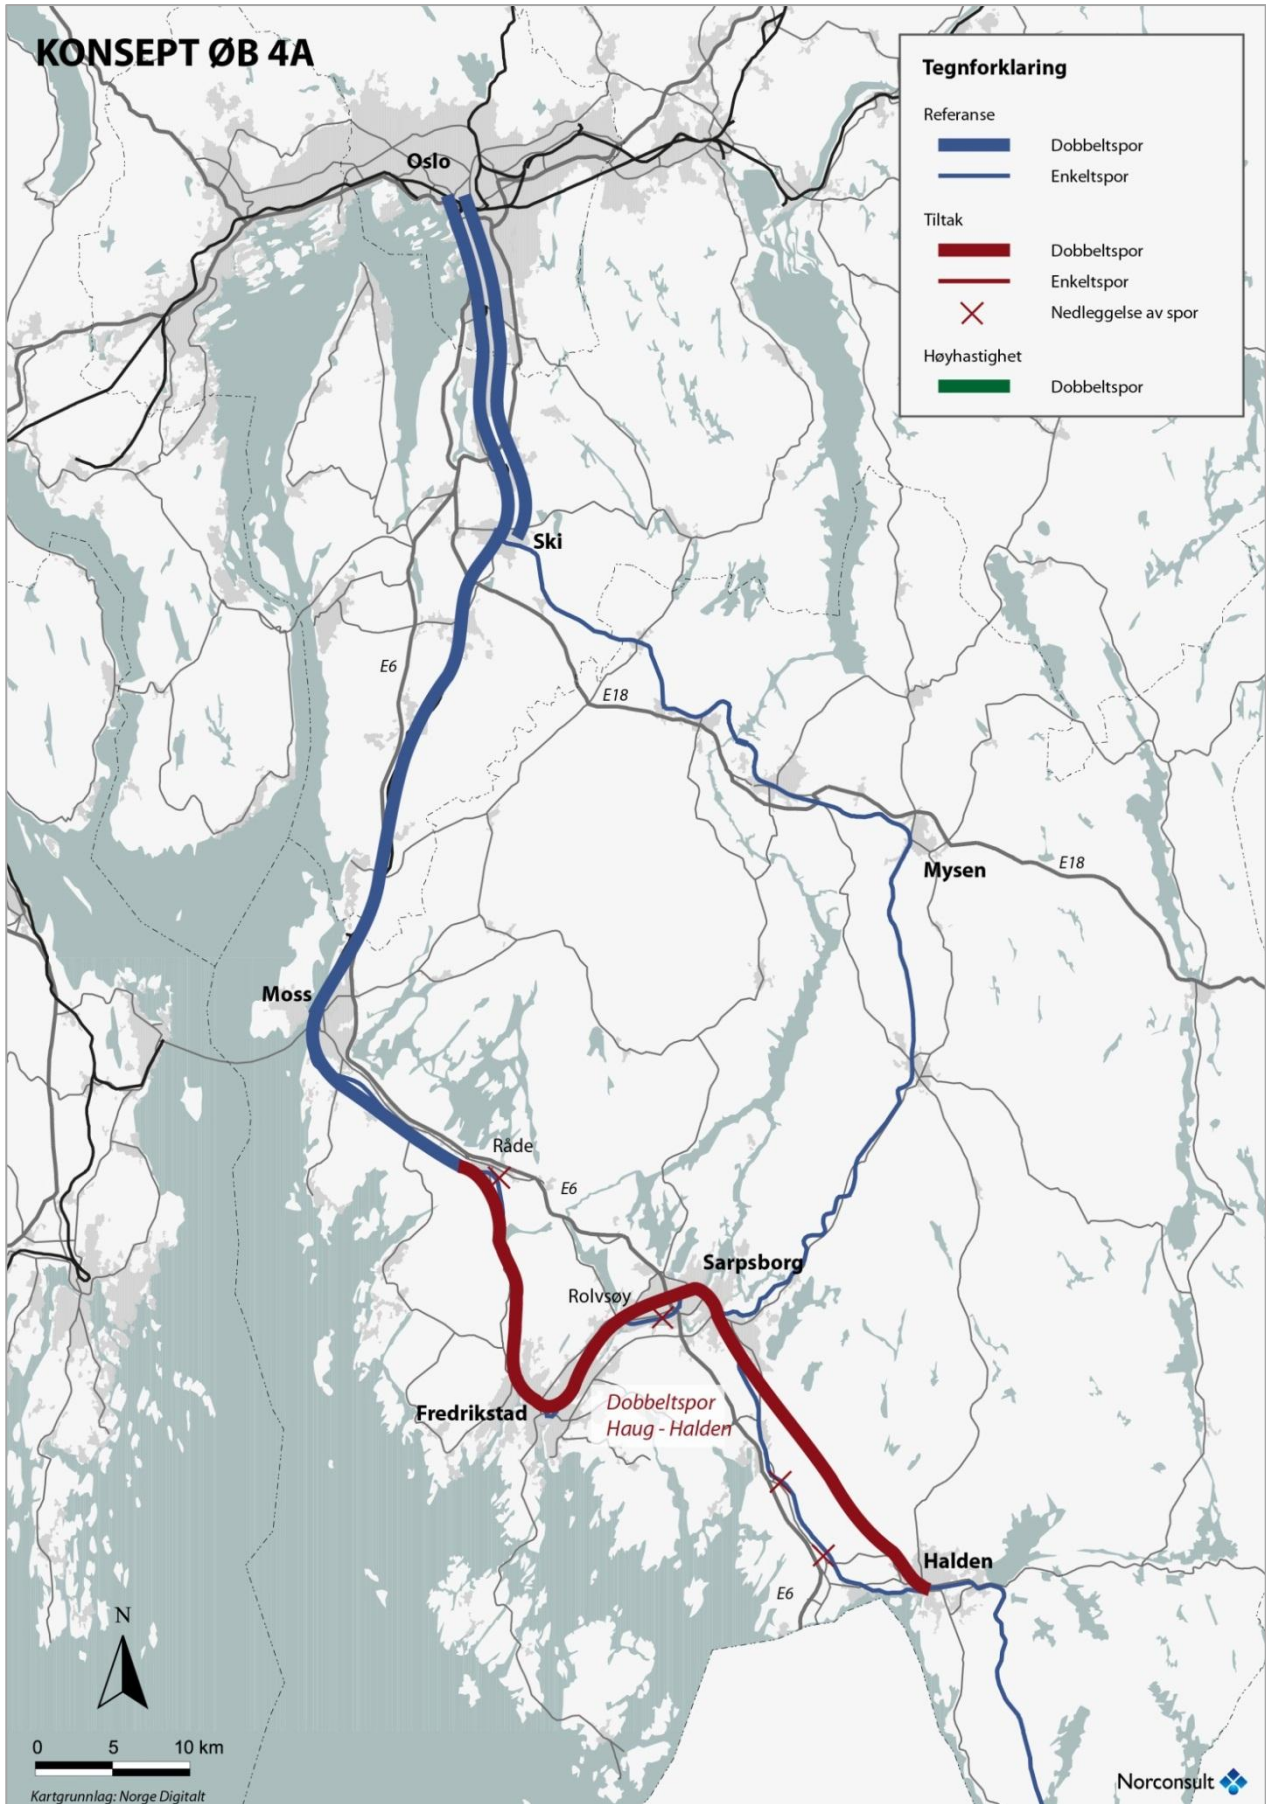 KONSEPT ØB 4A
Tegnforklaring
Referanse
Dobbeltspor
Enkeltspor
Tiltak
Dobbeltspor
Enkeltspor
Nedleggelse av spor
Høyhastighet
Dobbeltspor
Oslo
Ski
E6
E18
Mysen
E18
Moss
Råde
E6
Sarpsborg
Rolvsøy
Fredrikstad
Dobbeltspor
Haug - Halden
Halden
E6
N
0 5 10 km
Kartgrunnlag: Norge Digitalt
Norconsult